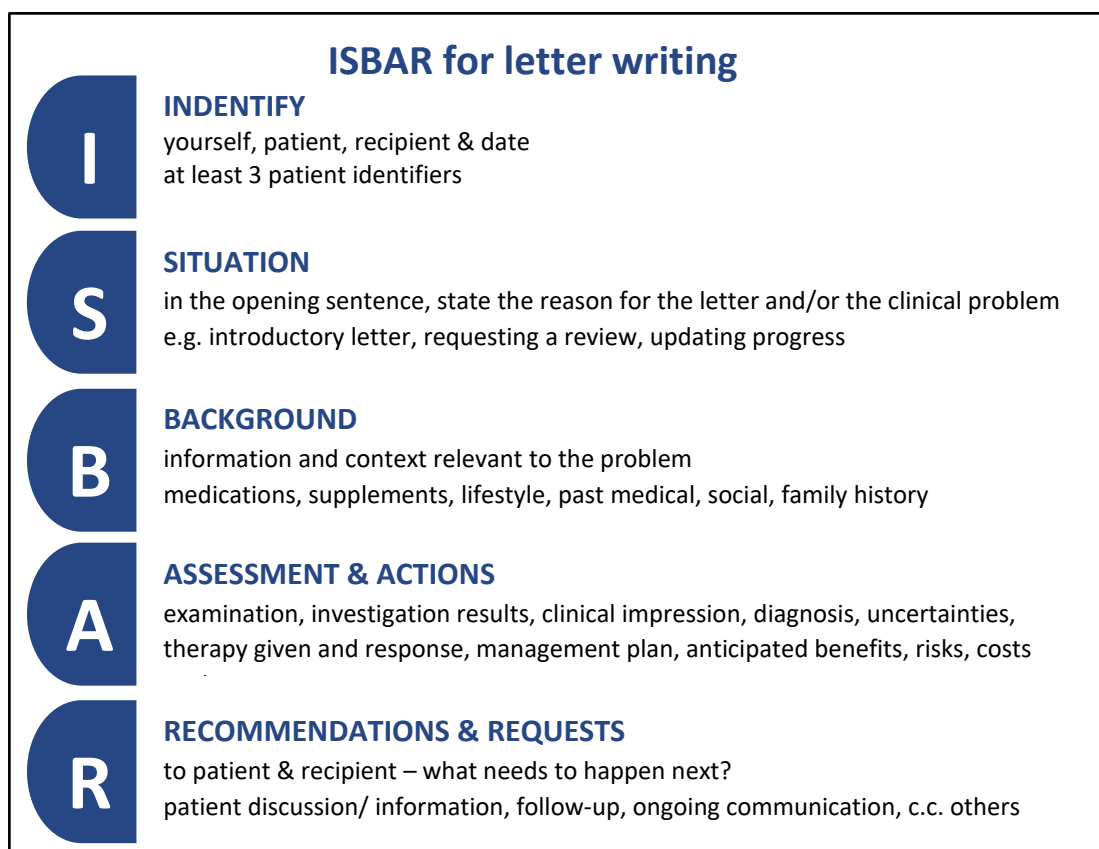 ISBAR for letter writing
I
INDENTIFY
yourself, patient, recipient & date
at least 3 patient identifiers
S
SITUATION
in the opening sentence, state the reason for the letter and/or the clinical problem
e.g. introductory letter, requesting a review, updating progress
B
BACKGROUND
information and context relevant to the problem
medications, supplements, lifestyle, past medical, social, family history
A
ASSESSMENT & ACTIONS
examination, investigation results, clinical impression, diagnosis, uncertainties,
therapy given and response, management plan, anticipated benefits, risks, costs
R
RECOMMENDATIONS & REQUESTS
to patient & recipient – what needs to happen next?
patient discussion/ information, follow-up, ongoing communication, c.c. others